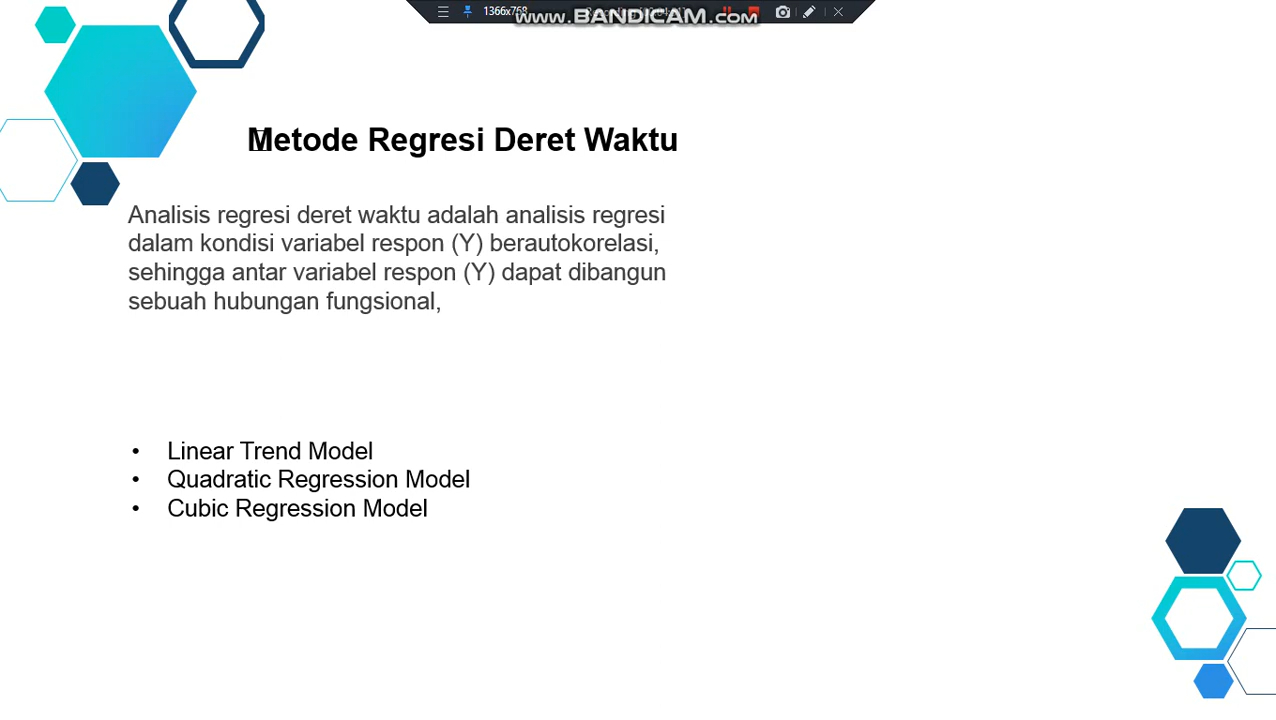 1366x768
www.BANDICAM.com
Metode Regresi Deret Waktu
Analisis regresi deret waktu adalah analisis regresi
dalam kondisi variabel respon (Y) berautokorelasi,
sehingga antar variabel respon (Y) dapat dibangun
sebuah hubungan fungsional,
• Linear Trend Model
• Quadratic Regression Model
• Cubic Regression Model